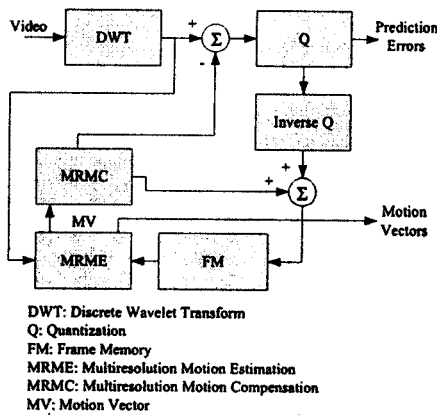 Video
DWT
+
Σ
-
Q
Prediction
Errors
Inverse Q
+
+
Σ
MRMC
MV
MRME
FM
Motion
Vectors
DWT: Discrete Wavelet Transform
Q: Quantization
FM: Frame Memory
MRME: Multiresolution Motion Estimation
MRMC: Multiresolution Motion Compensation
MV: Motion Vector